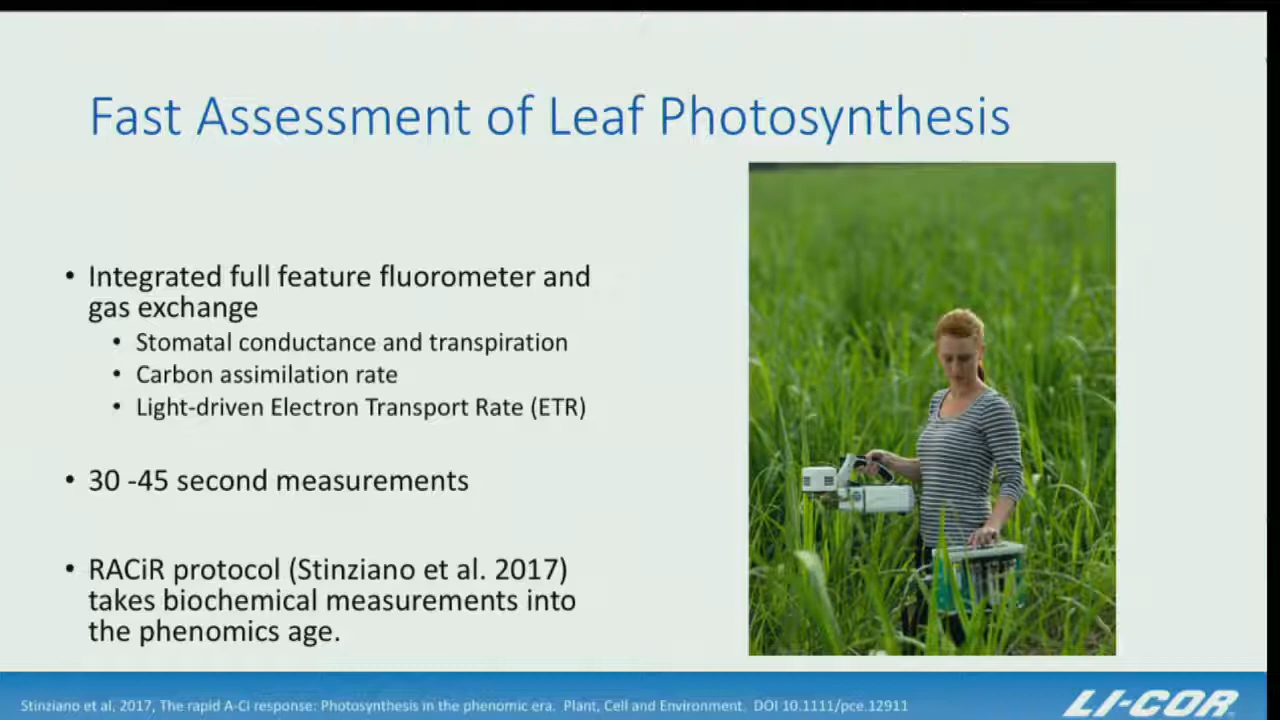 Fast Assessment of Leaf Photosynthesis
• Integrated full feature fluorometer and
gas exchange
• Stomatal conductance and transpiration
• Carbon assimilation rate
• Light-driven Electron Transport Rate (ETR)
• 30 -45 second measurements
• RACiR protocol (Stinziano et al. 2017)
takes biochemical measurements into
the phenomics age.
Stinziano et al, 2017, The rapid A-Ci response: Photosynthesis in the phenomic era. Plant, Cell and Environment. DOI 10.1111/pce.12911
LI-COR